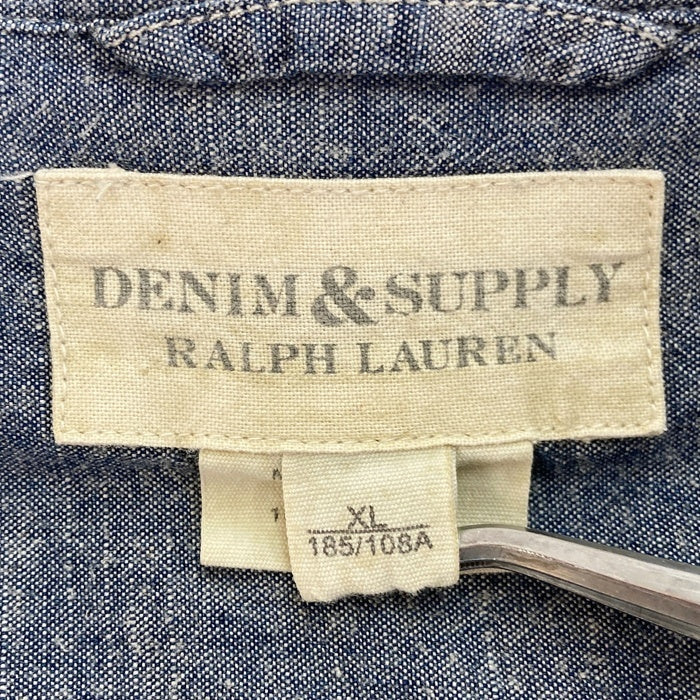 DENIM & SUPPLY
RALPH LAUREN
XL
185/108A